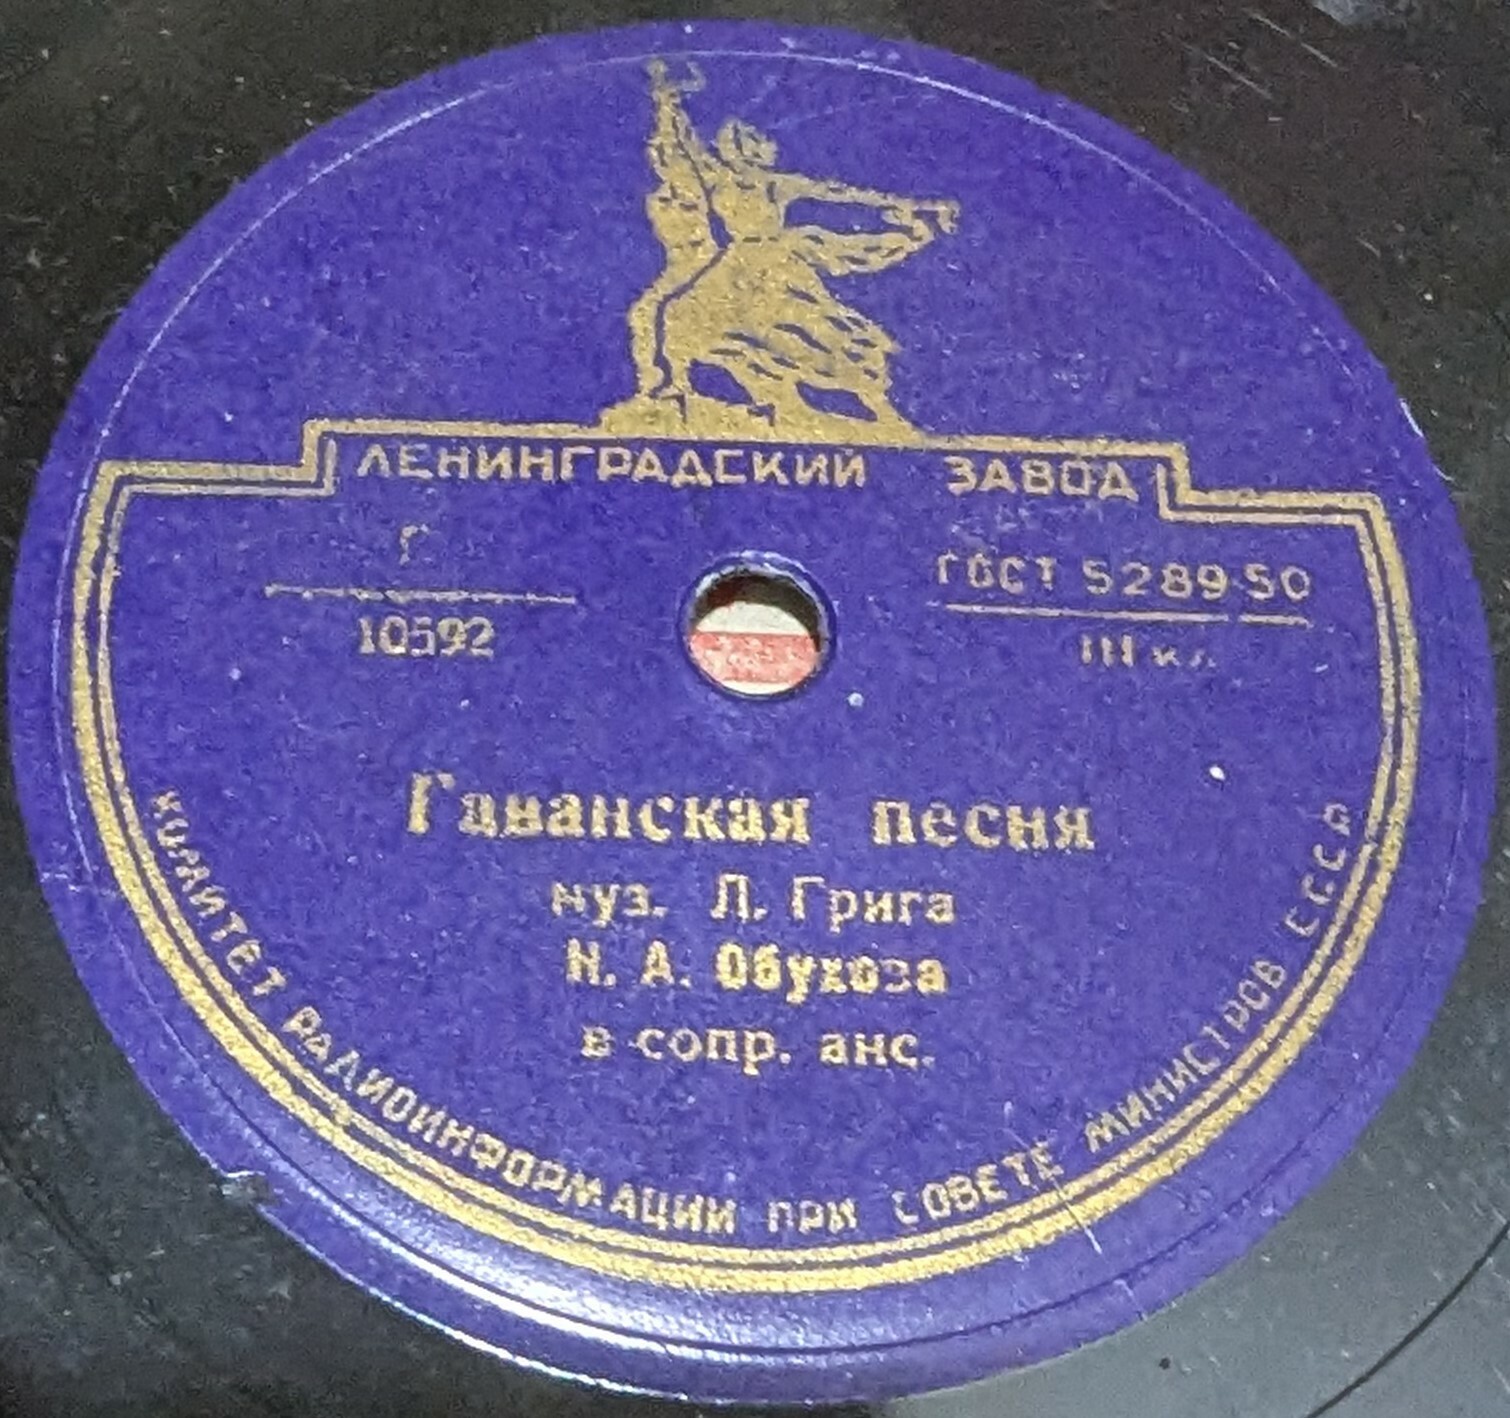 ЛЕНИНГРАДСКИЙ ЗАВОД
Г
10592
ГОСТ 5289-50
III кл.
Гаванская песня
муз. Л. Грига
Н. А. Обухова
в сопр. анс.
КОМИТЕТ РАДИОИНФОРМАЦИИ ПРИ СОВЕТЕ МИНИСТРОВ СССР